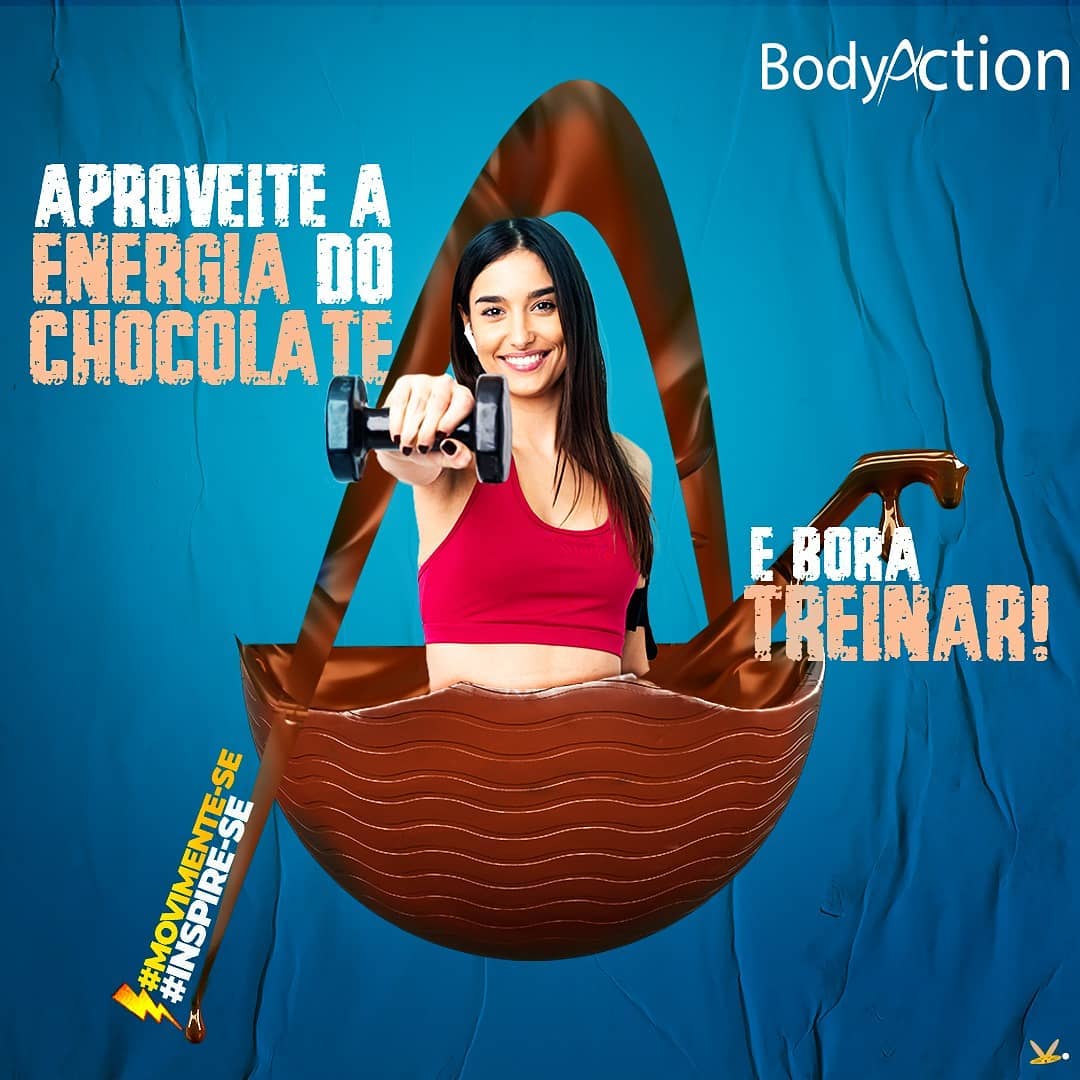 BodyAction
APROVEITE A
ENERGIA DO
CHOCOLATE
E BORA
TREINAR!
#MOVIMENTE-SE
#INSPIRE-SE